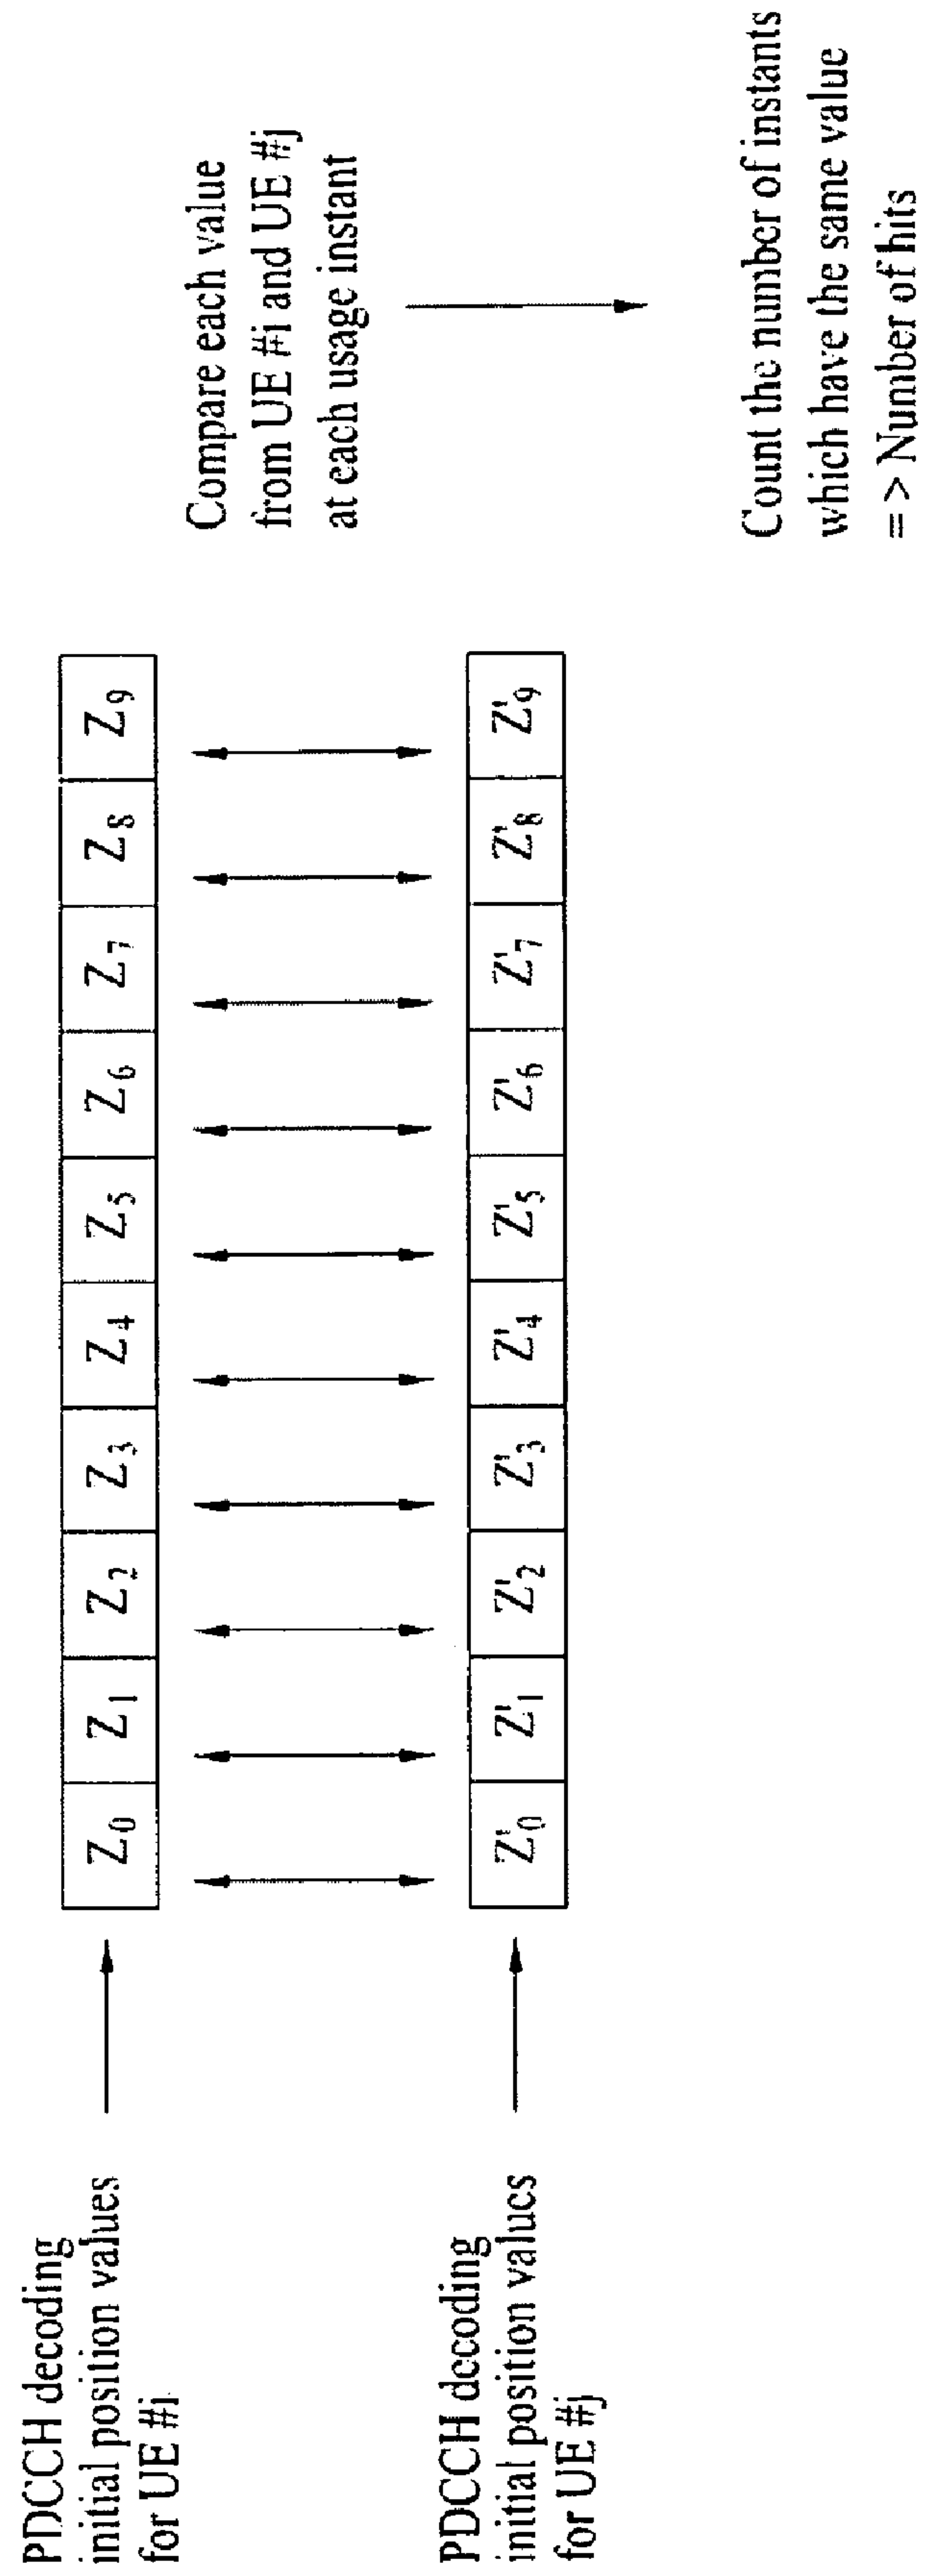 PDCCH decoding
initial position values
for UE #i
Z0 Z1 Z2 Z3 Z4 Z5 Z6 Z7 Z8 Z9
Compare each value
from UE #i and UE #j
at each usage instant
PDCCH decoding
initial position values
for UE #j
Z'0 Z'1 Z'2 Z'3 Z'4 Z'5 Z'6 Z'7 Z'8 Z'9
Count the number of instants
which have the same value
= > Number of hits